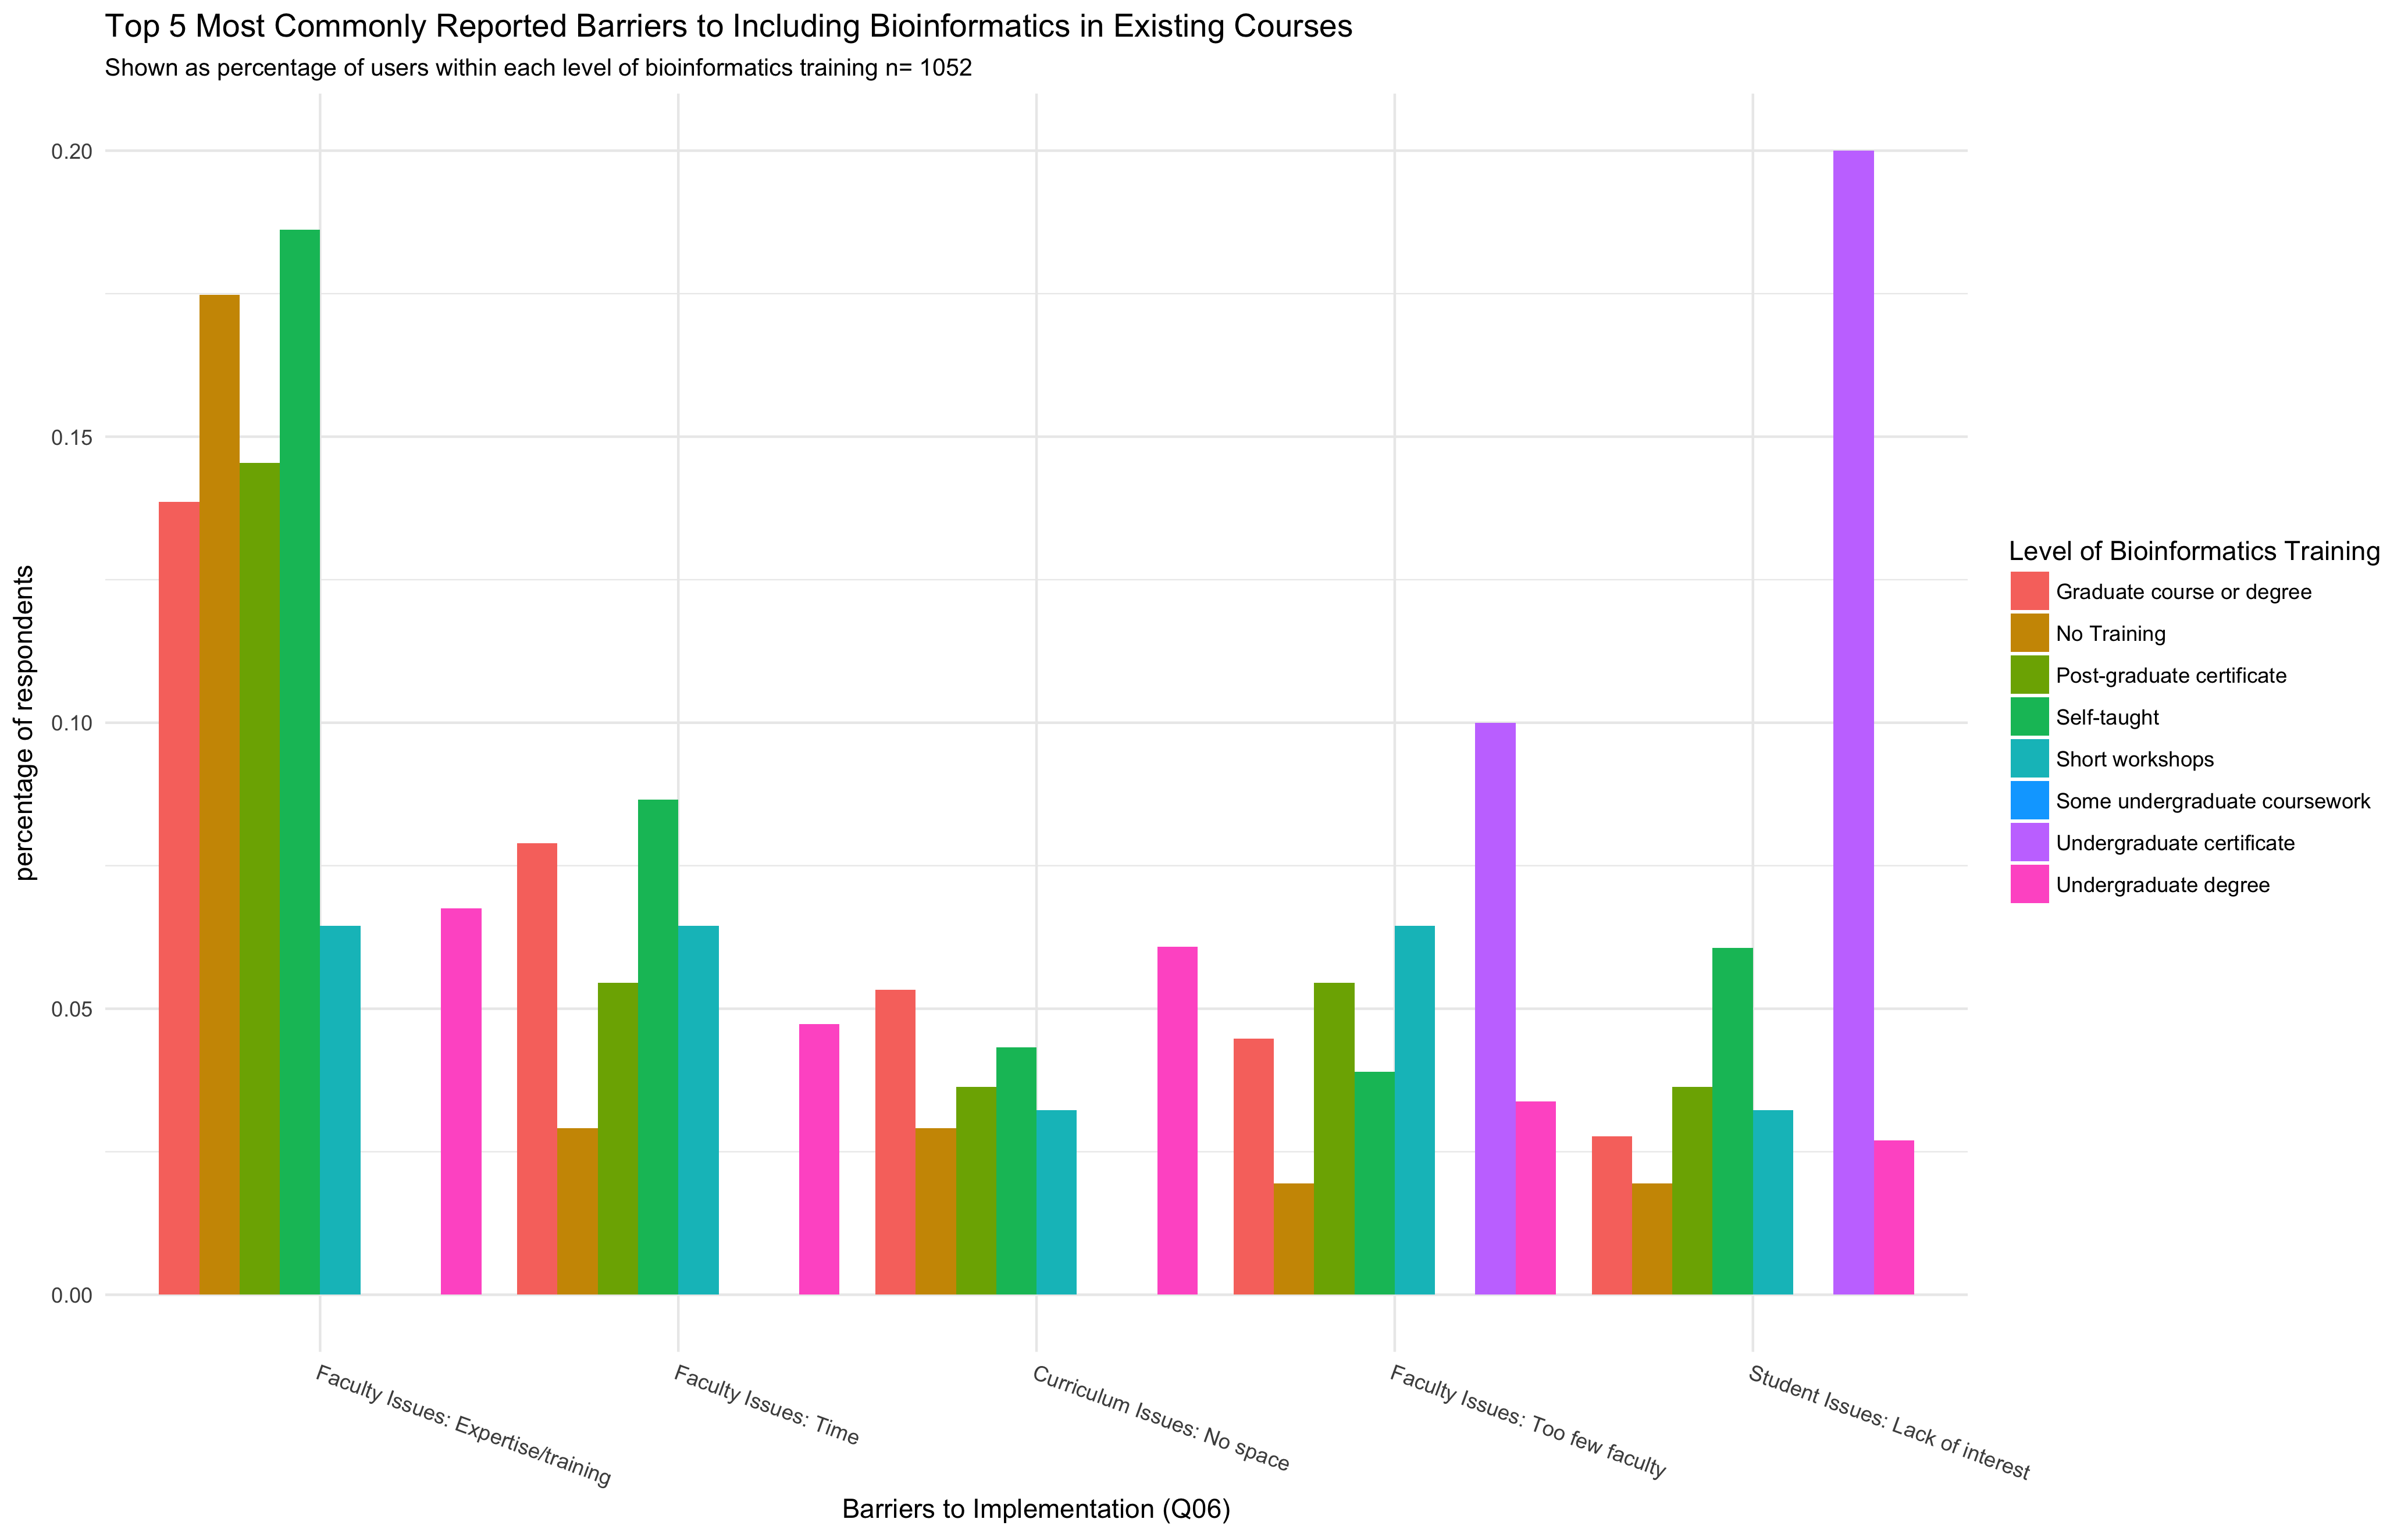 Top 5 Most Commonly Reported Barriers to Including Bioinformatics in Existing Courses
Shown as percentage of users within each level of bioinformatics training n= 1052
percentage of respondents
0.20
0.15
0.10
0.05
0.00
Faculty Issues: Expertise/training
Faculty Issues: Time
Curriculum Issues: No space
Faculty Issues: Too few faculty
Student Issues: Lack of interest
Barriers to Implementation (Q06)
Level of Bioinformatics Training
Graduate course or degree
No Training
Post-graduate certificate
Self-taught
Short workshops
Some undergraduate coursework
Undergraduate certificate
Undergraduate degree